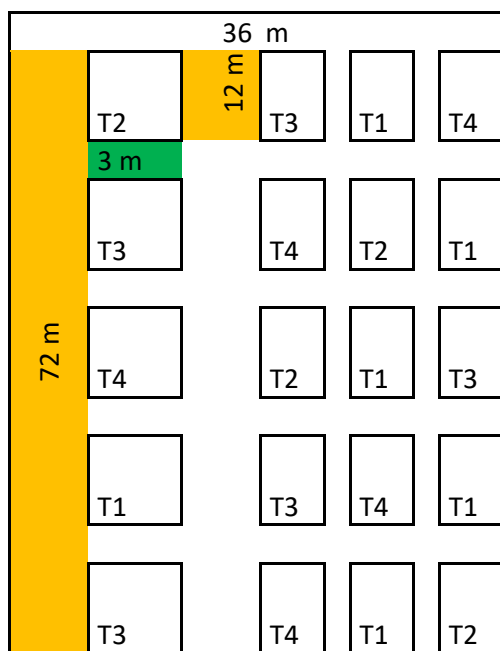 36 m
12 m
T2 T3 T1 T4
3 m
T3 T4 T2 T1
72 m
T4 T2 T1 T3
T1 T3 T4 T1
T3 T4 T1 T2